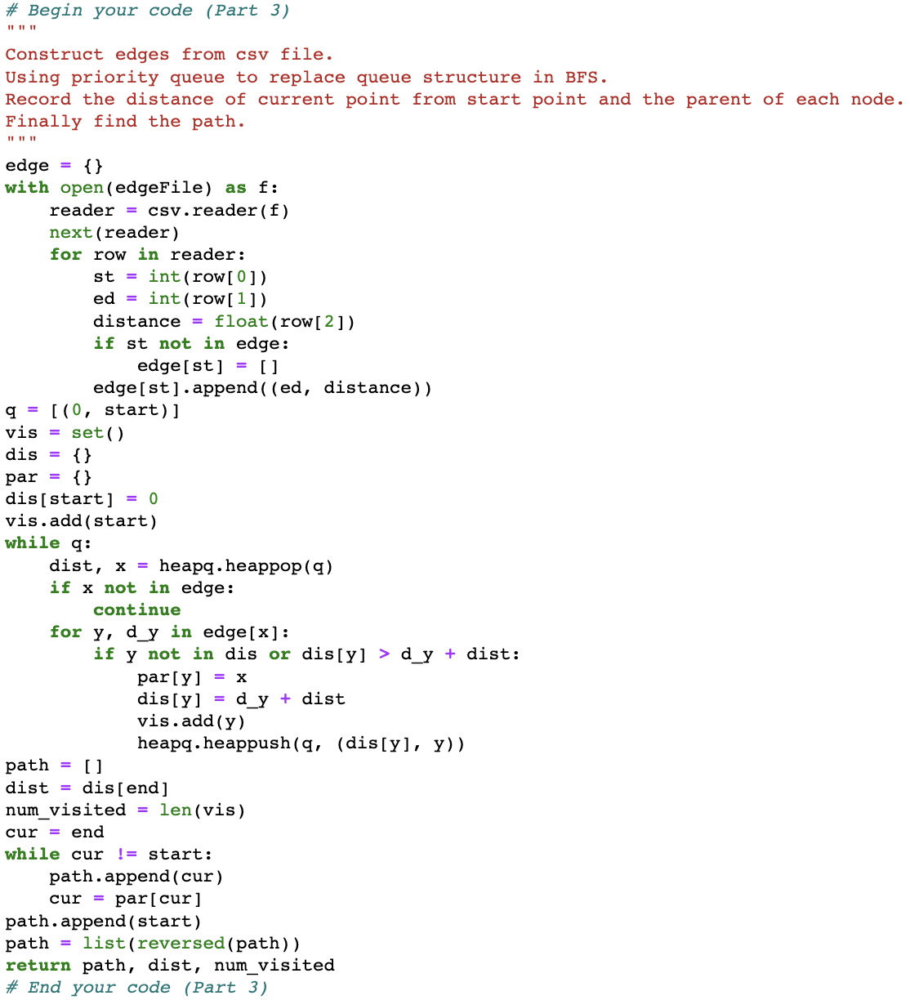 # Begin your code (Part 3)
"""
Construct edges from csv file.
Using priority queue to replace queue structure in BFS.
Record the distance of current point from start point and the parent of each node.
Finally find the path.
"""
edge = {}
with open(edgeFile) as f:
    reader = csv.reader(f)
    next(reader)
    for row in reader:
        st = int(row[0])
        ed = int(row[1])
        distance = float(row[2])
        if st not in edge:
            edge[st] = []
        edge[st].append((ed, distance))
q = [(0, start)]
vis = set()
dis = {}
par = {}
dis[start] = 0
vis.add(start)
while q:
    dist, x = heapq.heappop(q)
    if x not in edge:
        continue
    for y, d_y in edge[x]:
        if y not in dis or dis[y] > d_y + dist:
            par[y] = x
            dis[y] = d_y + dist
            vis.add(y)
            heapq.heappush(q, (dis[y], y))
path = []
dist = dis[end]
num_visited = len(vis)
cur = end
while cur != start:
    path.append(cur)
    cur = par[cur]
path.append(start)
path = list(reversed(path))
return path, dist, num_visited
# End your code (Part 3)